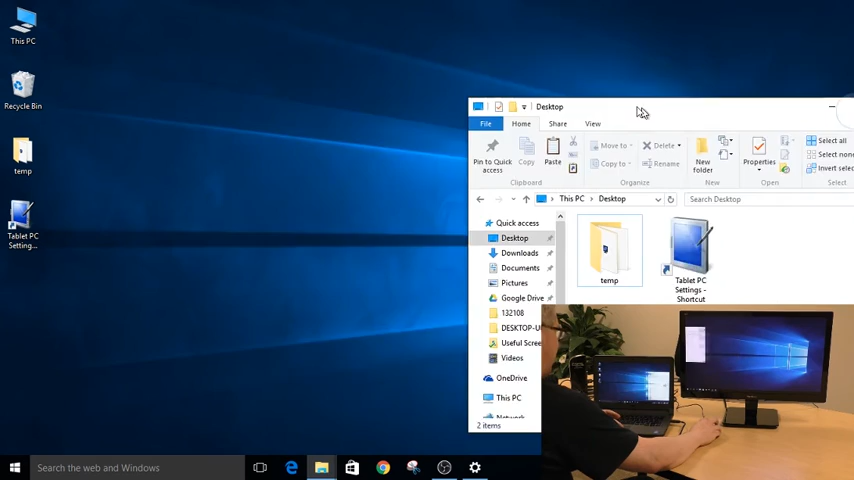 This PC
Recycle Bin
temp
Tablet PC
Setting...
Desktop
File
Home
Share
View
Pin to Quick
access
Copy
Paste
Move to
Copy to
Delete
Rename
New
folder
Properties
Select all
Select none
Invert selec
Clipboard
Organize
New
Open
Select
This PC
Desktop
Search Desktop
Quick access
Desktop
Downloads
Documents
Pictures
Google Drive
132108
DESKTOP-U
Useful Scree
Videos
OneDrive
This PC
Network
temp
Tablet PC
Settings -
Shortcut
2 items
Search the web and Windows